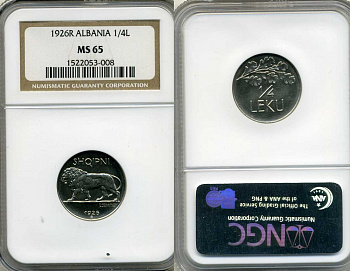 1926R ALBANIA 1/4L
MS 65
1522053-008
NUMISMATIC GUARANTY CORPORATION
SHQIPNI
1926
1/4
LEKU
NGC
Numismatic Guaranty Corporation
The Official Grading Service
of the ANA & PNG
ANA